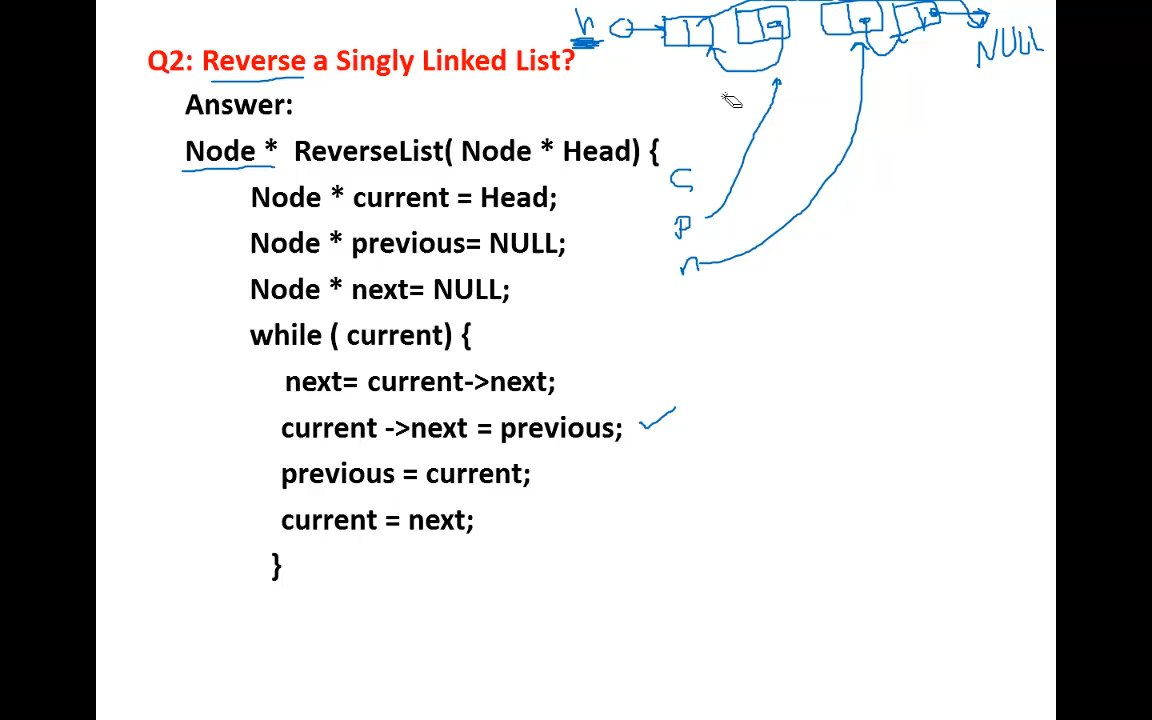 h
NULL
Q2: Reverse a Singly Linked List?
Answer:
Node * ReverseList( Node * Head) {
C
Node * current = Head;
P
Node * previous= NULL;
n
Node * next= NULL;
while ( current) {
next= current->next;
current ->next = previous;
previous = current;
current = next;
}